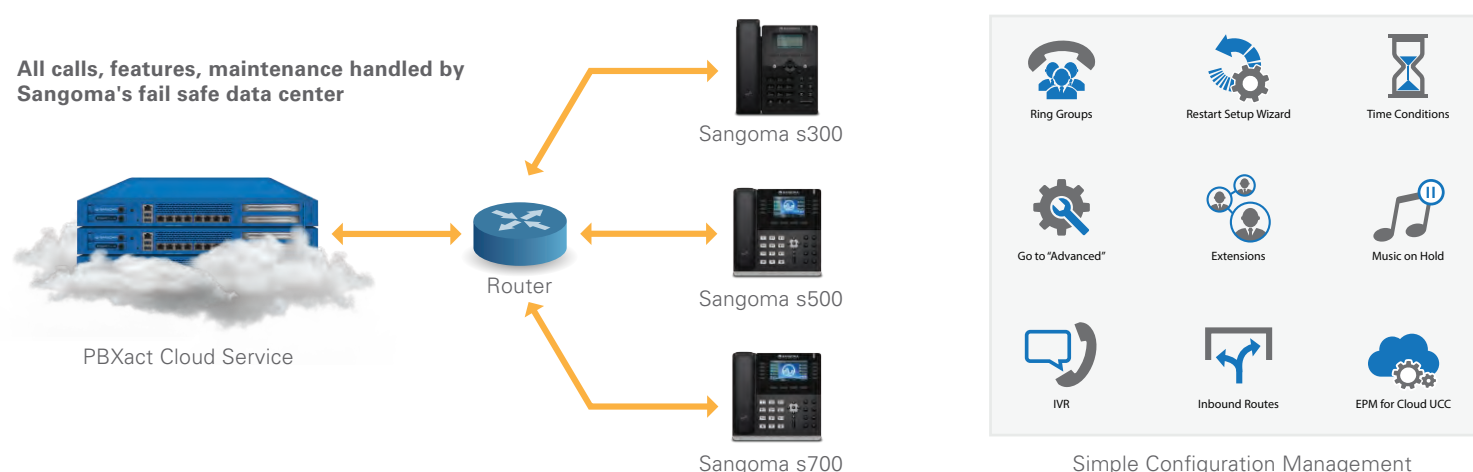 All calls, features, maintenance handled by
Sangoma's fail safe data center
PBXact Cloud Service
Router
Sangoma s300
Sangoma s500
Sangoma s700
Ring Groups
Restart Setup Wizard
Time Conditions
Go to “Advanced”
Extensions
Music on Hold
IVR
Inbound Routes
EPM for Cloud UCC
Simple Configuration Management